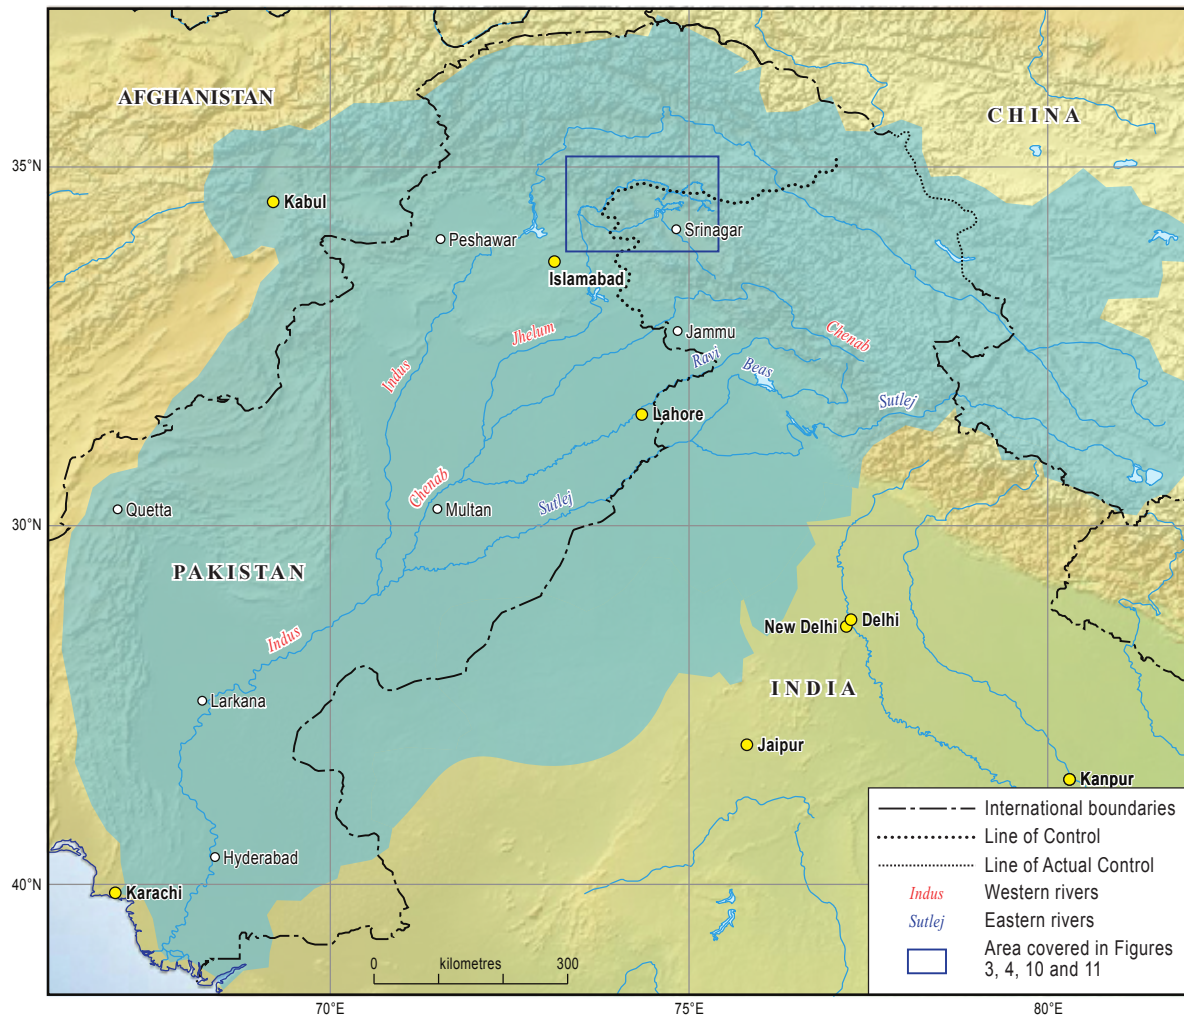 AFGHANISTAN
CHINA
35°N
Kabul
Peshawar
Srinagar
Islamabad
Jhelum
Jammu
Chenab
Indus
Ravi
Beas
Sutlej
Lahore
Chenab
Sutlej
Quetta
Multan
30°N
PAKISTAN
Delhi
New Delhi
Indus
INDIA
Larkana
Jaipur
Kanpur
International boundaries
Line of Control
Hyderabad
Line of Actual Control
40°N
Karachi
Indus Western rivers
Sutlej Eastern rivers
Area covered in Figures
3, 4, 10 and 11
0 kilometres 300
70°E 75°E 80°E